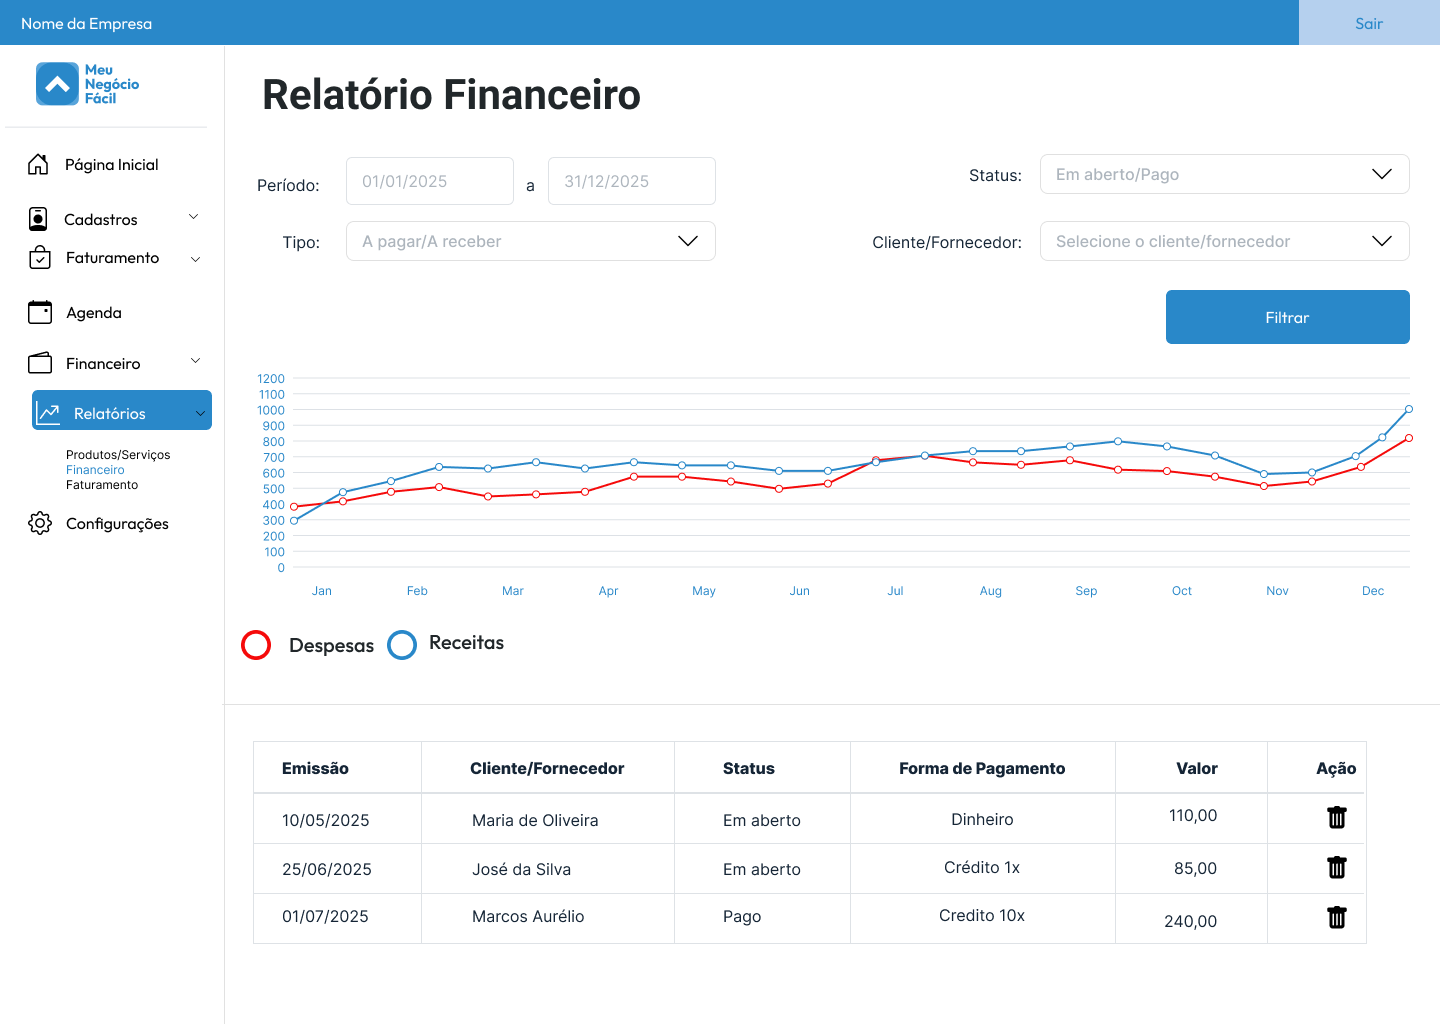 Nome da Empresa
Sair
Meu
Negócio
Fácil
Página Inicial
Cadastros
Faturamento
Agenda
Financeiro
Relatórios
Produtos/Serviços
Financeiro
Faturamento
Configurações
Relatório Financeiro
Período: 01/01/2025 a 31/12/2025
Status: Em aberto/Pago
Tipo: A pagar/A receber
Cliente/Fornecedor: Selecione o cliente/fornecedor
Filtrar
1200
1100
1000
900
800
700
600
500
400
300
200
100
0
Jan Feb Mar Apr May Jun Jul Aug Sep Oct Nov Dec
Despesas Receitas
Emissão Cliente/Fornecedor Status Forma de Pagamento Valor Ação
10/05/2025 Maria de Oliveira Em aberto Dinheiro 110,00
25/06/2025 José da Silva Em aberto Crédito 1x 85,00
01/07/2025 Marcos Aurélio Pago Credito 10x 240,00